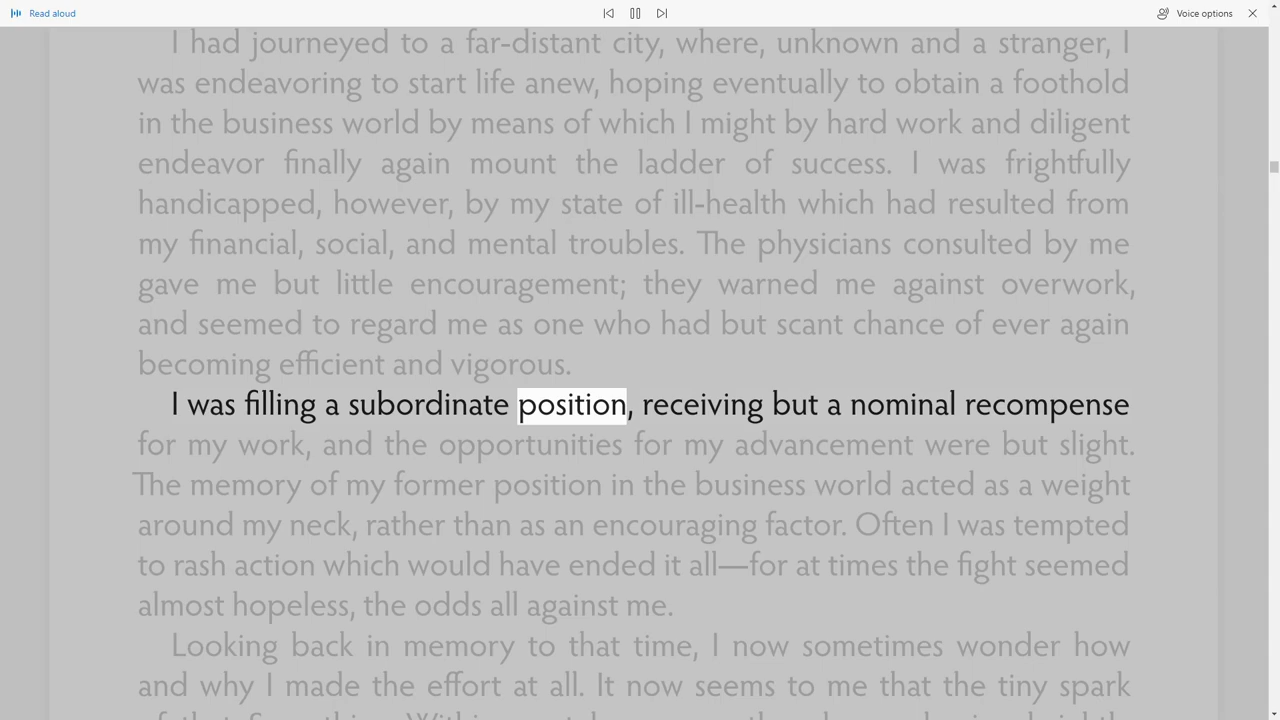 Read aloud
Voice options
I had journeyed to a far-distant city, where, unknown and a stranger, I
was endeavoring to start life anew, hoping eventually to obtain a foothold
in the business world by means of which I might by hard work and diligent
endeavor finally again mount the ladder of success. I was frightfully
handicapped, however, by my state of ill-health which had resulted from
my financial, social, and mental troubles. The physicians consulted by me
gave me but little encouragement; they warned me against overwork,
and seemed to regard me as one who had but scant chance of ever again
becoming efficient and vigorous.
I was filling a subordinate position, receiving but a nominal recompense
for my work, and the opportunities for my advancement were but slight.
The memory of my former position in the business world acted as a weight
around my neck, rather than as an encouraging factor. Often I was tempted
to rash action which would have ended it all—for at times the fight seemed
almost hopeless, the odds all against me.
Looking back in memory to that time, I now sometimes wonder how
and why I made the effort at all. It now seems to me that the tiny spark